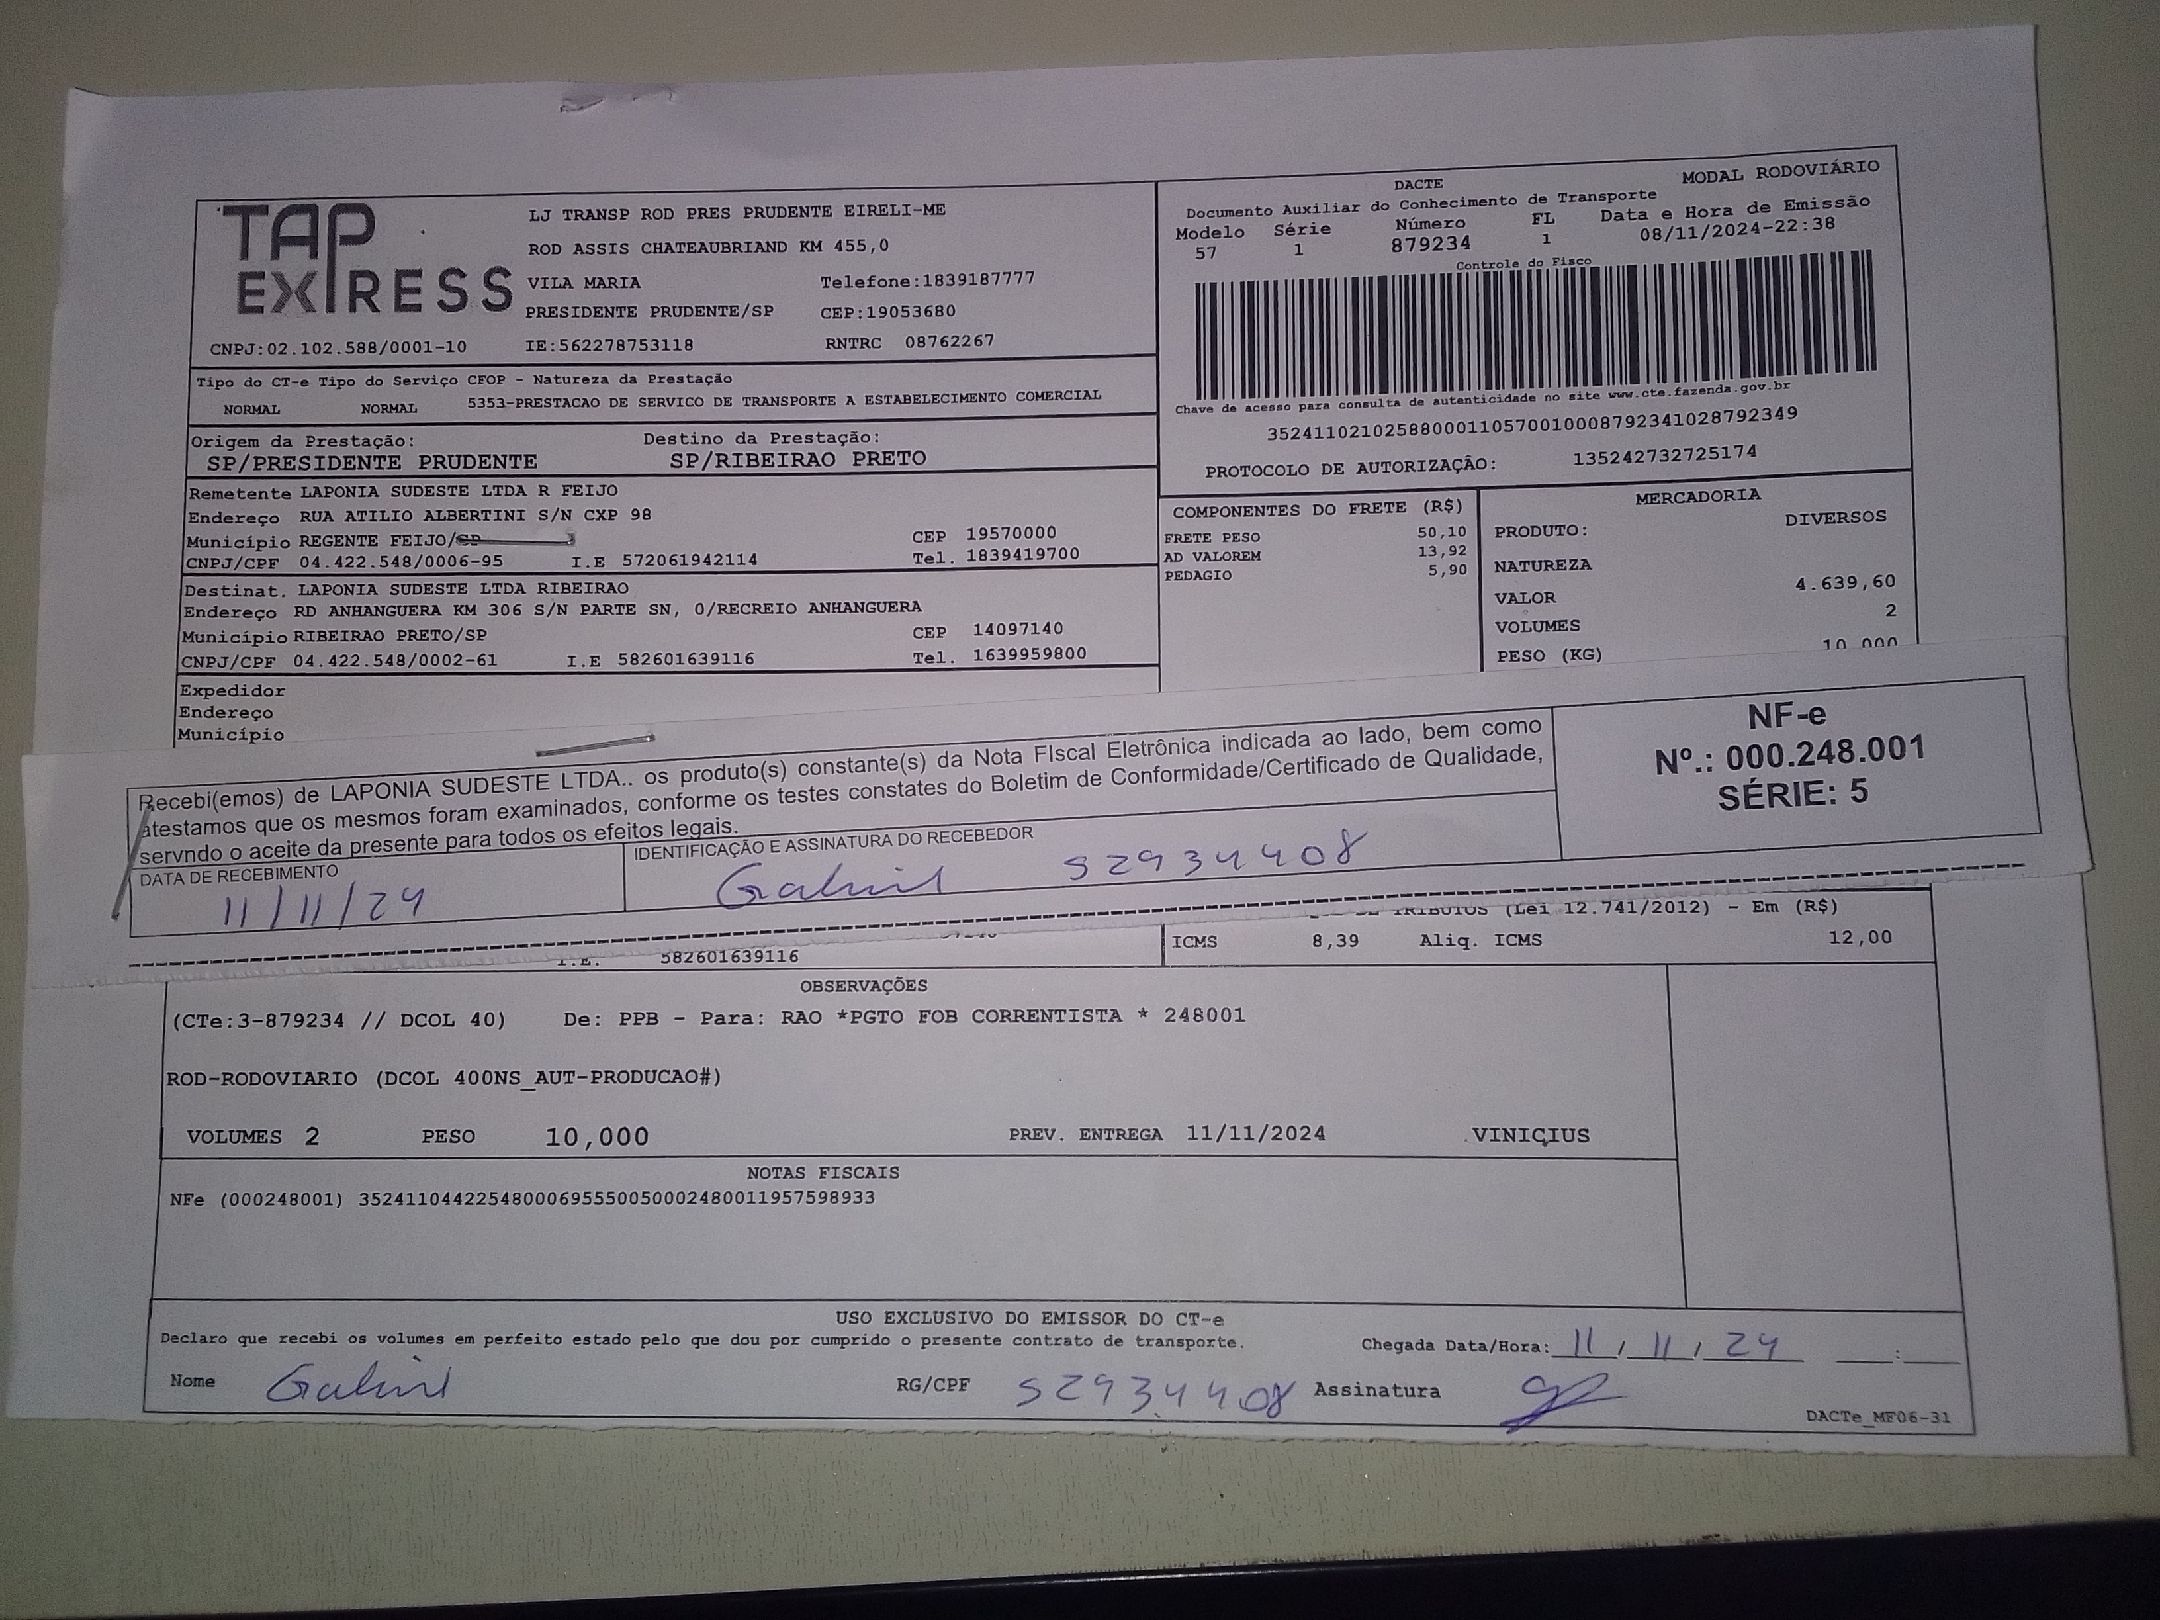 TAP EXPRESS
LJ TRANSP ROD PRES PRUDENTE EIRELI-ME
ROD ASSIS CHATEAUBRIAND KM 455,0
VILA MARIA Telefone:1839187777
PRESIDENTE PRUDENTE/SP CEP:19053680
CNPJ:02.102.588/0001-10 IE:562278753118 RNTRC 08762267
DACTE MODAL RODOVIÁRIO
Documento Auxiliar do Conhecimento de Transporte
Modelo Série Número FL Data e Hora de Emissão
57 1 879234 1 08/11/2024-22:38
Controle do Fisco
Chave de acesso para consulta de autenticidade no site www.cte.fazenda.gov.br
35241102102588000110570010008792341028792349
PROTOCOLO DE AUTORIZAÇÃO: 135242732725174
Tipo do CT-e Tipo do Serviço CFOP - Natureza da Prestação
NORMAL NORMAL 5353-PRESTACAO DE SERVICO DE TRANSPORTE A ESTABELECIMENTO COMERCIAL
Origem da Prestação: Destino da Prestação:
SP/PRESIDENTE PRUDENTE SP/RIBEIRAO PRETO
Remetente LAPONIA SUDESTE LTDA R FEIJO
Endereço RUA ATILIO ALBERTINI S/N CXP 98
Município REGENTE FEIJO/SP CEP 19570000
CNPJ/CPF 04.422.548/0006-95 I.E 572061942114 Tel. 1839419700
Destinat. LAPONIA SUDESTE LTDA RIBEIRAO
Endereço RD ANHANGUERA KM 306 S/N PARTE SN, 0/RECREIO ANHANGUERA
Município RIBEIRAO PRETO/SP CEP 14097140
CNPJ/CPF 04.422.548/0002-61 I.E 582601639116 Tel. 1639959800
Expedidor
Endereço
Município
COMPONENTES DO FRETE (R$)
FRETE PESO 50,10
AD VALOREM 13,92
PEDAGIO 5,90
MERCADORIA
PRODUTO: DIVERSOS
NATUREZA
VALOR 4.639,60
VOLUMES 2
PESO (KG) 10,000
Recebi(emos) de LAPONIA SUDESTE LTDA.. os produto(s) constante(s) da Nota FIscal Eletrônica indicada ao lado, bem como
atestamos que os mesmos foram examinados, conforme os testes constates do Boletim de Conformidade/Certificado de Qualidade,
servndo o aceite da presente para todos os efeitos legais.
DATA DE RECEBIMENTO
11/11/24
IDENTIFICAÇÃO E ASSINATURA DO RECEBEDOR
Gabriel 52934408
NF-e
Nº.: 000.248.001
SÉRIE: 5
TRIBUTOS (Lei 12.741/2012) - Em (R$)
I.E. 582601639116
ICMS 8,39 Aliq. ICMS 12,00
OBSERVAÇÕES
(CTe:3-879234 // DCOL 40) De: PPB - Para: RAO *PGTO FOB CORRENTISTA * 248001
ROD-RODOVIARIO (DCOL 400NS_AUT-PRODUCAO#)
VOLUMES 2 PESO 10,000 PREV. ENTREGA 11/11/2024 VINICIUS
NOTAS FISCAIS
NFe (000248001) 35241104422548000695550050002480011957598933
USO EXCLUSIVO DO EMISSOR DO CT-e
Declaro que recebi os volumes em perfeito estado pelo que dou por cumprido o presente contrato de transporte. Chegada Data/Hora: 11/11/24 __:__
Nome Gabriel RG/CPF 52934408 Assinatura
DACTe_MF06-31